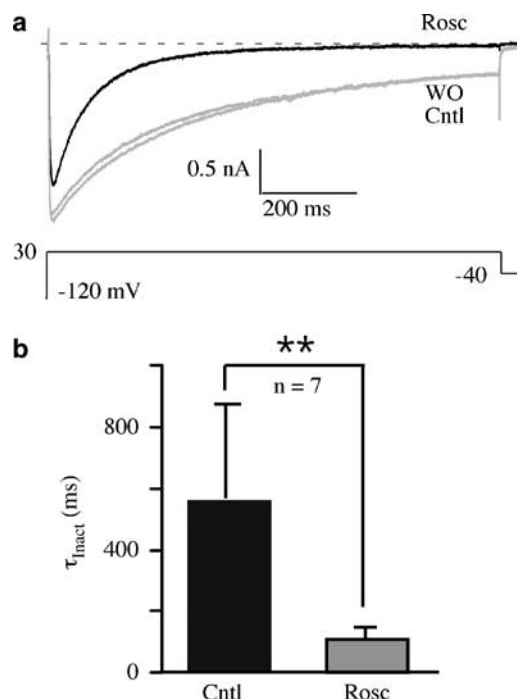 a
Rosc
WO
Cntl
0.5 nA
200 ms
30
-40
-120 mV
b
**
n = 7
800
τInact (ms)
400
0
Cntl
Rosc